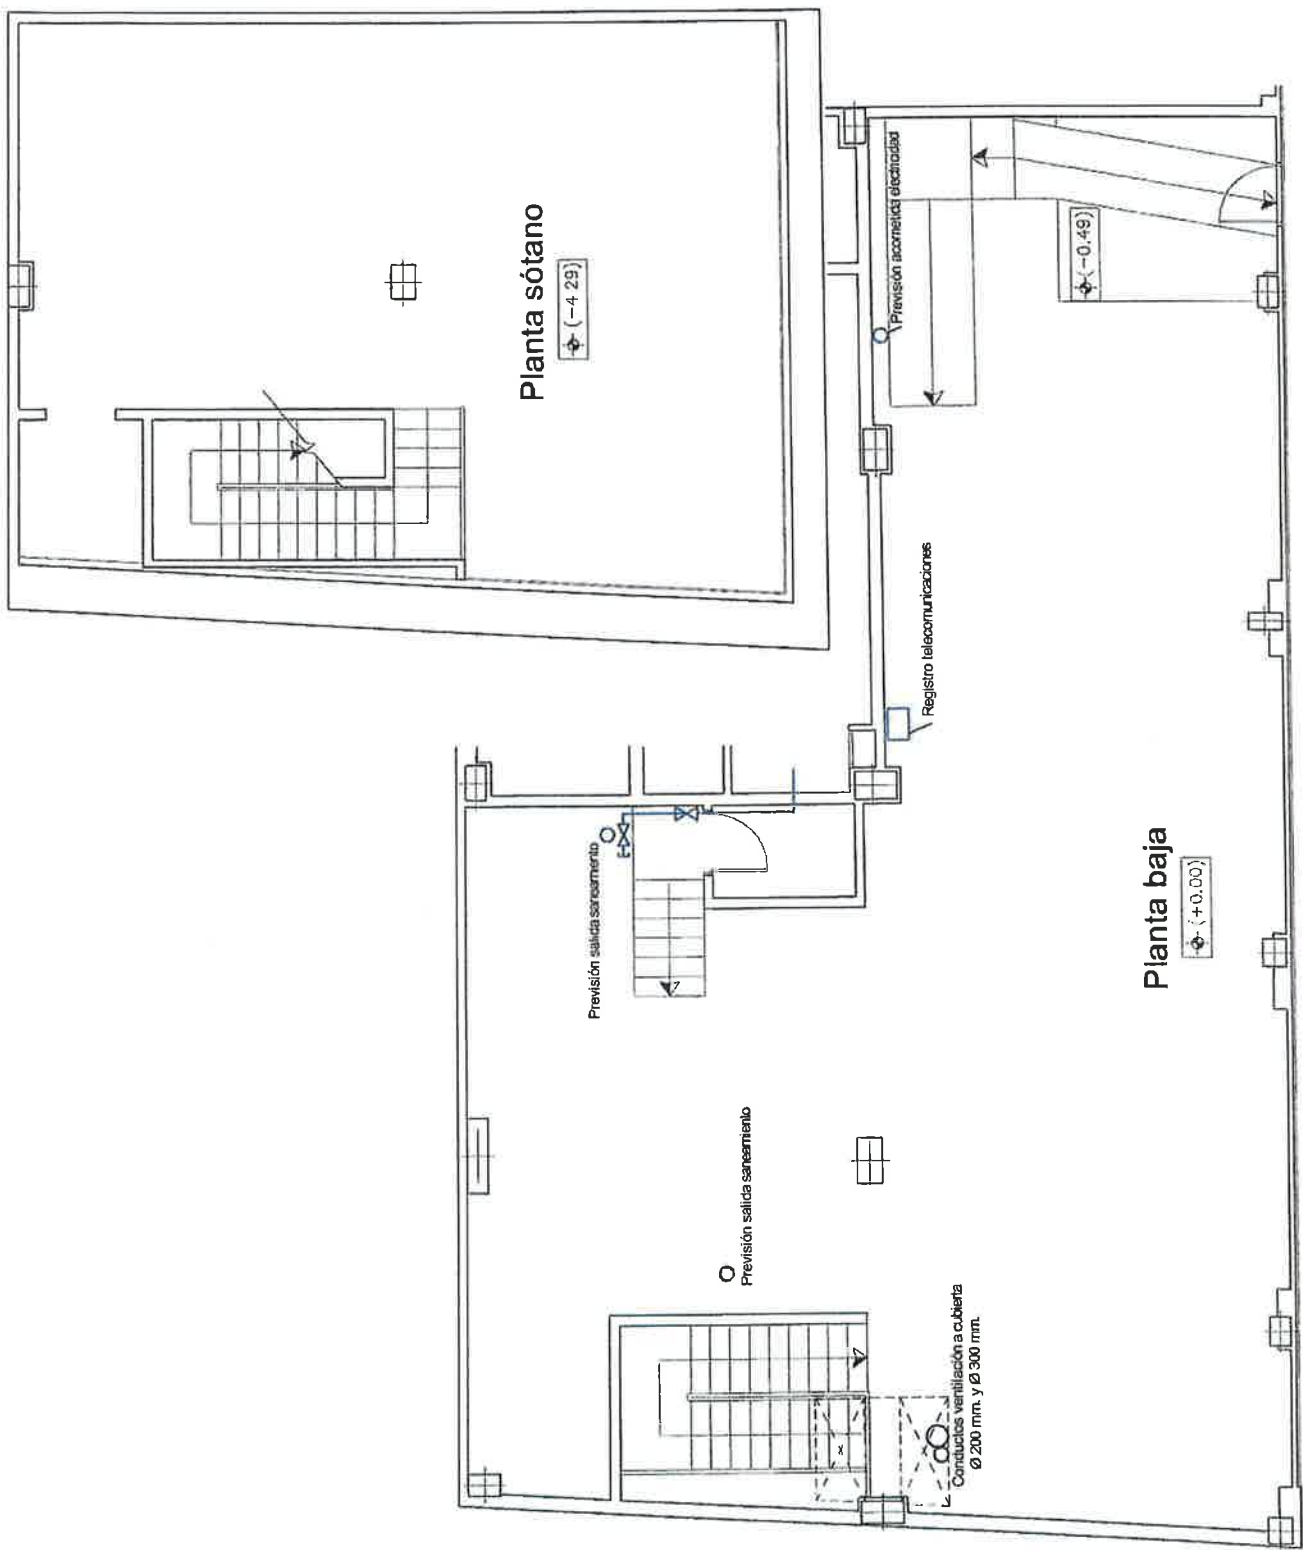 Planta sótano
(-4 29)
Previsión acometida electricidad
(-0.49)
Registro telecomunicaciones
Previsión salida saneamiento
Planta baja
(+0.00)
Previsión salida saneamiento
Conductos ventilación a cubierta
Ø 200 mm. y Ø 300 mm.